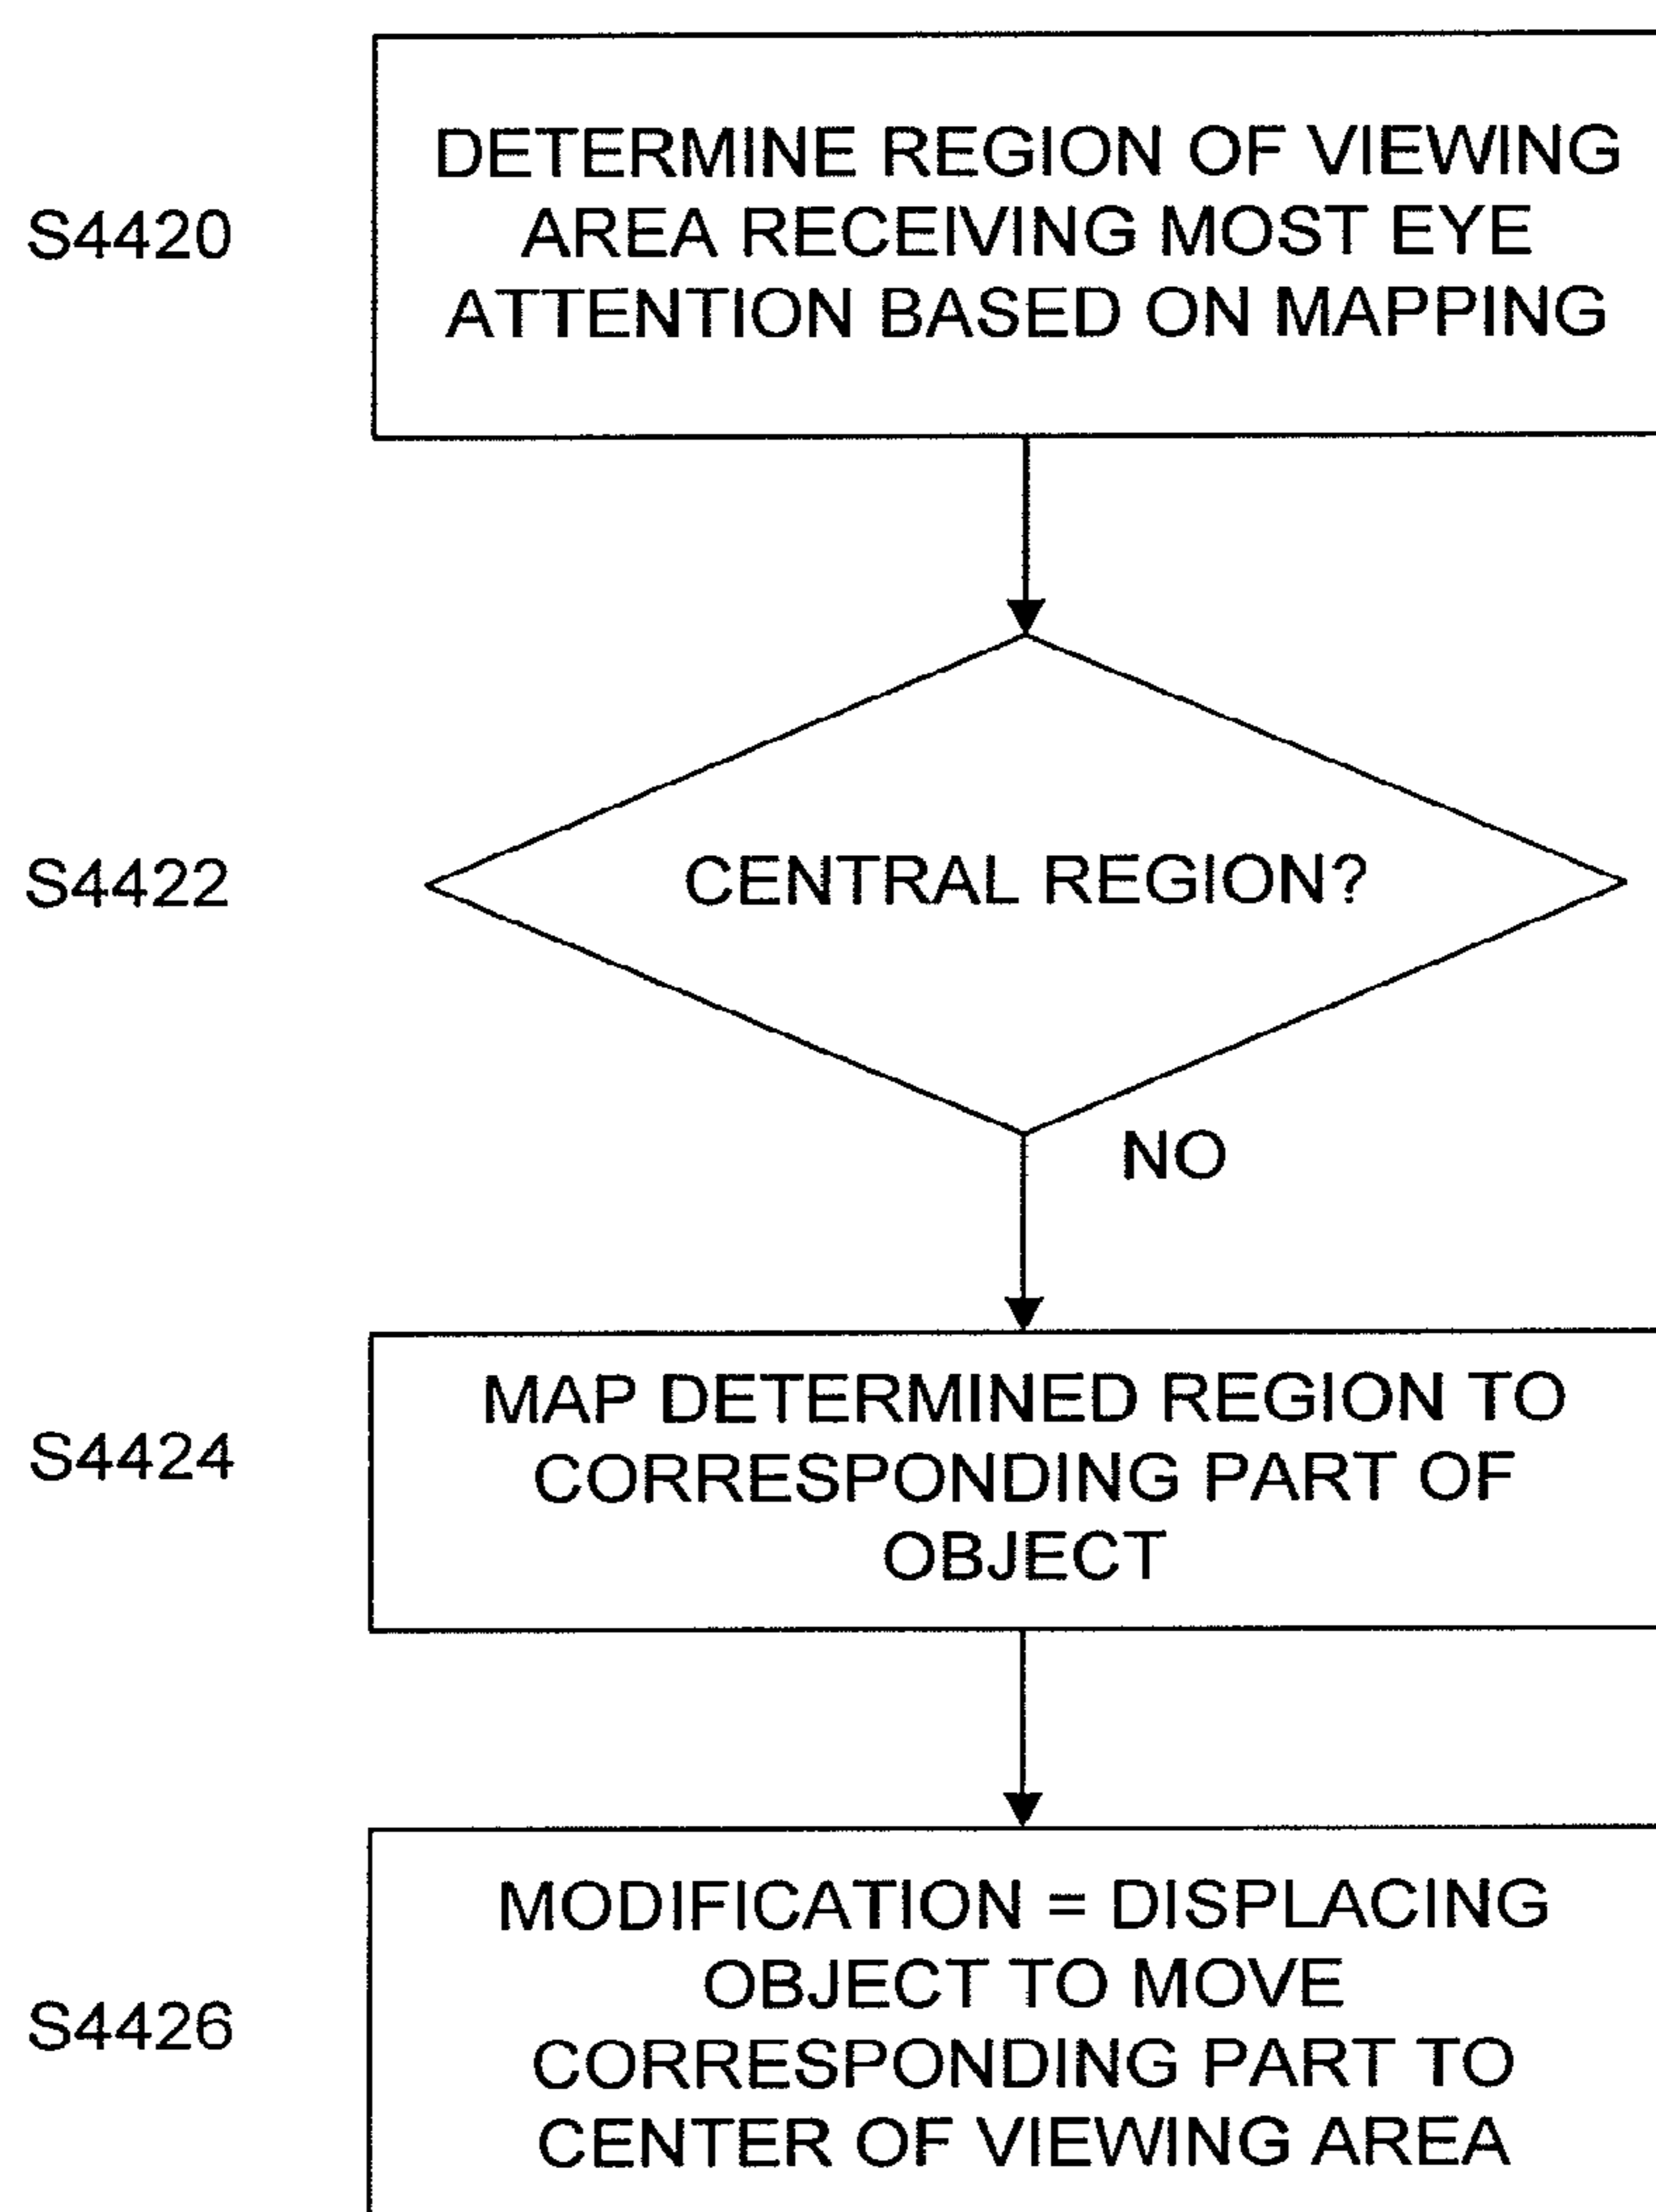 S4420
DETERMINE REGION OF VIEWING
AREA RECEIVING MOST EYE
ATTENTION BASED ON MAPPING
S4422
CENTRAL REGION?
NO
S4424
MAP DETERMINED REGION TO
CORRESPONDING PART OF
OBJECT
S4426
MODIFICATION = DISPLACING
OBJECT TO MOVE
CORRESPONDING PART TO
CENTER OF VIEWING AREA